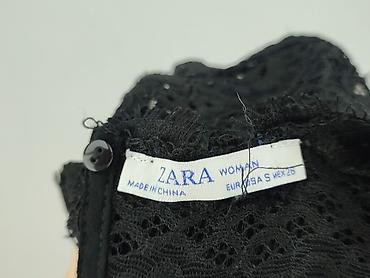 ZARA WOMAN
MADE IN CHINA EUR S USA S MEX 26